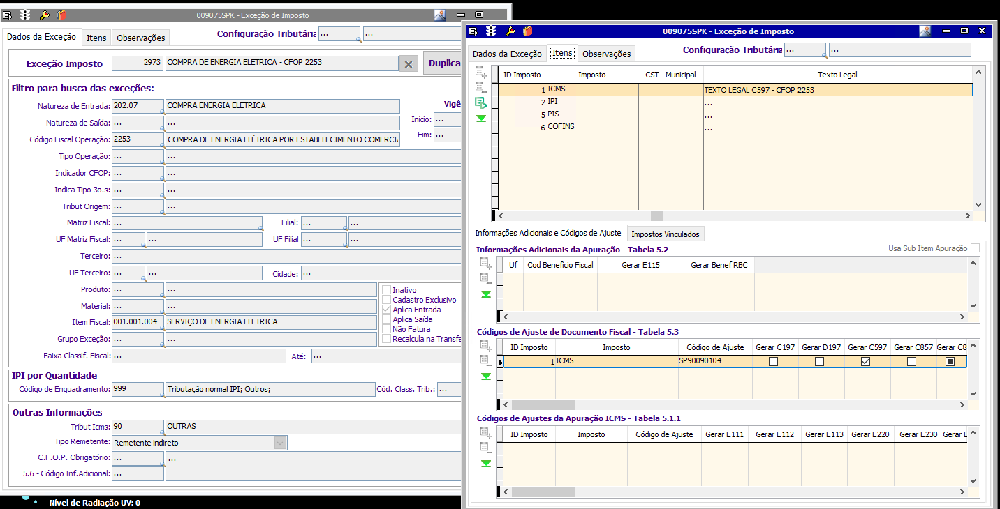 009075SPK - Exceção de Imposto
Dados da Exceção Itens Observações Configuração Tributária ... ...
Exceção Imposto 2973 COMPRA DE ENERGIA ELETRICA - CFOP 2253 Duplica
Filtro para busca das exceções:
Natureza de Entrada: 202.07 COMPRA ENERGIA ELETRICA Vigê
Natureza de Saída: ... ... Início: ...
Código Fiscal Operação: 2253 COMPRA DE ENERGIA ELÉTRICA POR ESTABELECIMENTO COMERCI Fim: ...
Tipo Operação: ... ...
Indicador CFOP: ... ...
Indica Tipo 3o.s: ... ...
Tribut Origem: ... ...
Matriz Fiscal: ... Filial: ... ...
UF Matriz Fiscal: ... ... UF Filial ... ...
Terceiro: ...
UF Terceiro: ... ... Cidade: ...
Produto: ... ...
Material: ... ...
Item Fiscal: 001.001.004 SERVIÇO DE ENERGIA ELETRICA
Grupo Exceção: ... ...
Inativo
Cadastro Exclusivo
Aplica Entrada
Aplica Saída
Não Fatura
Recalcula na Transfe
Faixa Classif. Fiscal: ... Até: ...
IPI por Quantidade
Código de Enquadramento: 999 Tributação normal IPI; Outros; Cód. Class. Trib.: ...
Outras Informações
Tribut Icms: 90 OUTRAS
Tipo Remetente: Remetente indireto
C.F.O.P. Obrigatório: ... ...
5.6 - Código Inf.Adicional: ...
Nível de Radiação UV: 0
009075SPK - Exceção de Imposto
Dados da Exceção Itens Observações Configuração Tributária ... ...
ID Imposto Imposto CST - Municipal Texto Legal
1 ICMS TEXTO LEGAL C597 - CFOP 2253
2 IPI ...
5 PIS ...
6 COFINS ...
Informações Adicionais e Códigos de Ajuste Impostos Vinculados
Informações Adicionais da Apuração - Tabela 5.2 Usa Sub Item Apuração
Uf Cod Beneficio Fiscal Gerar E115 Gerar Benef RBC
Códigos de Ajuste de Documento Fiscal - Tabela 5.3
ID Imposto Imposto Código de Ajuste Gerar C197 Gerar D197 Gerar C597 Gerar C857 Gerar C8
1 ICMS SP90090104
Códigos de Ajustes da Apuração ICMS - Tabela 5.1.1
ID Imposto Imposto Código de Ajuste Gerar E111 Gerar E112 Gerar E113 Gerar E220 Gerar E230 Gerar E